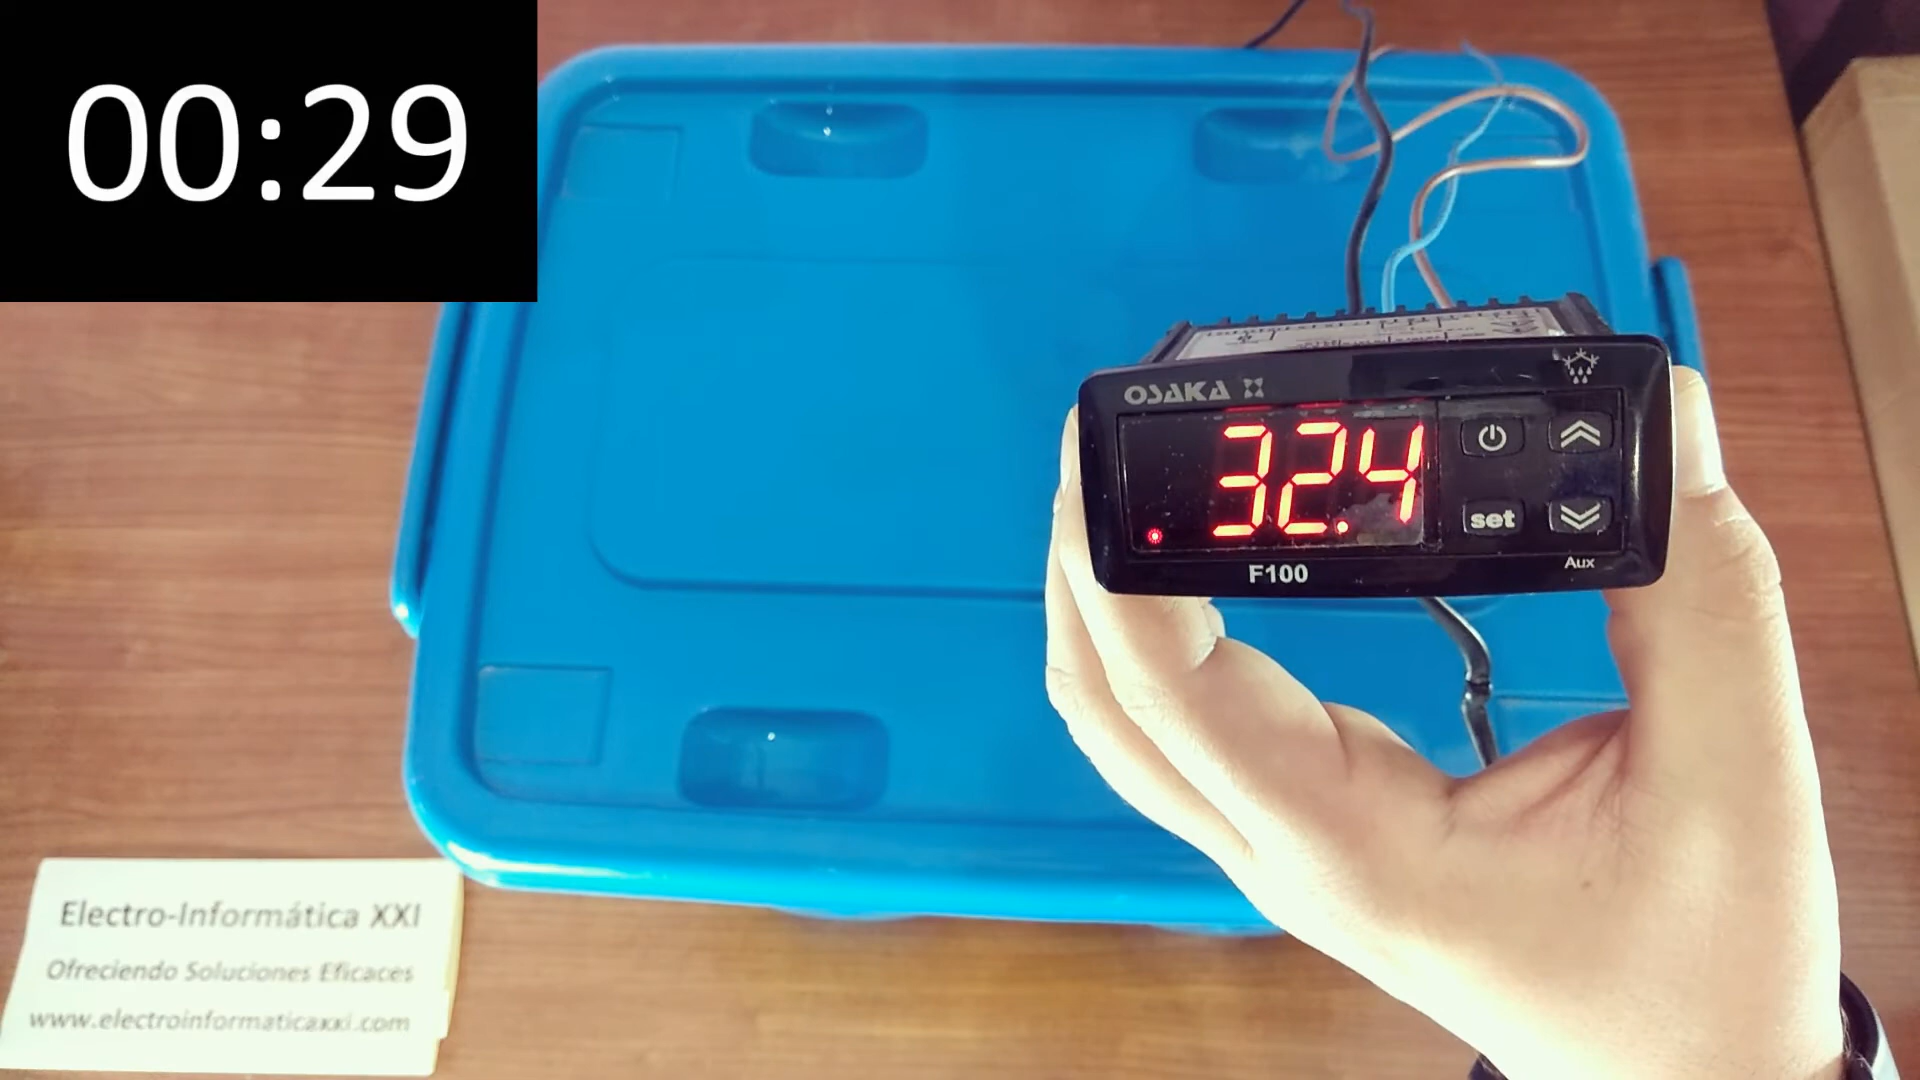 00:29
OSAKA
32.4
set
F100
Aux
Electro-Informática XXI
Ofreciendo Soluciones Eficaces
www.electroinformaticaxxi.com